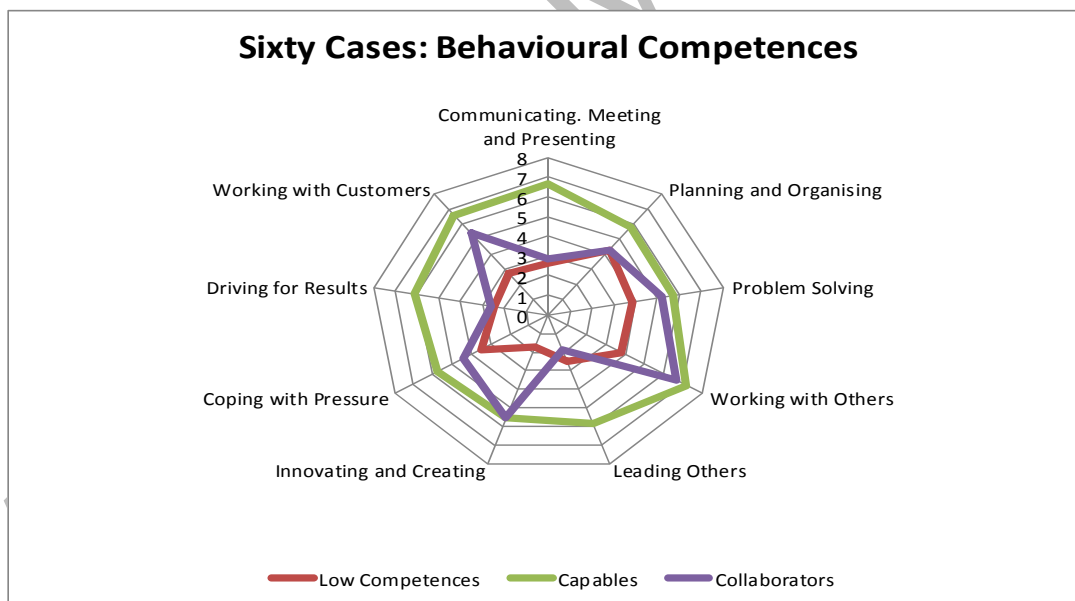 Sixty Cases: Behavioural Competences
Communicating. Meeting
and Presenting
8
7
6
5
4
3
2
1
0
Working with Customers
Planning and Organising
Driving for Results
Problem Solving
Coping with Pressure
Working with Others
Innovating and Creating
Leading Others
Low Competences
Capables
Collaborators